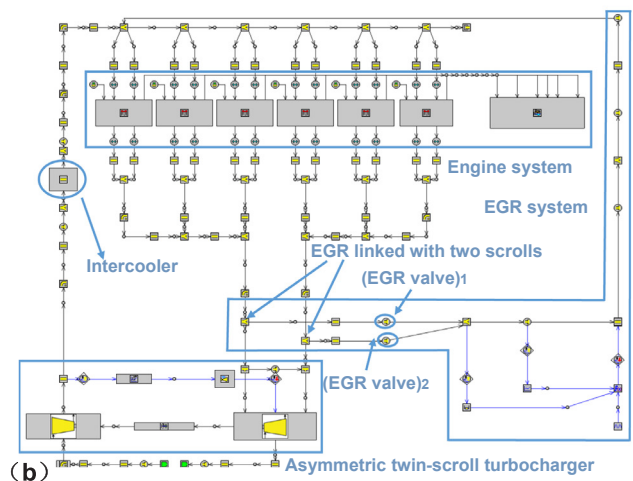 Engine system
EGR system
EGR linked with two scrolls
Intercooler
(EGR valve)1
(EGR valve)2
Asymmetric twin-scroll turbocharger
(b)